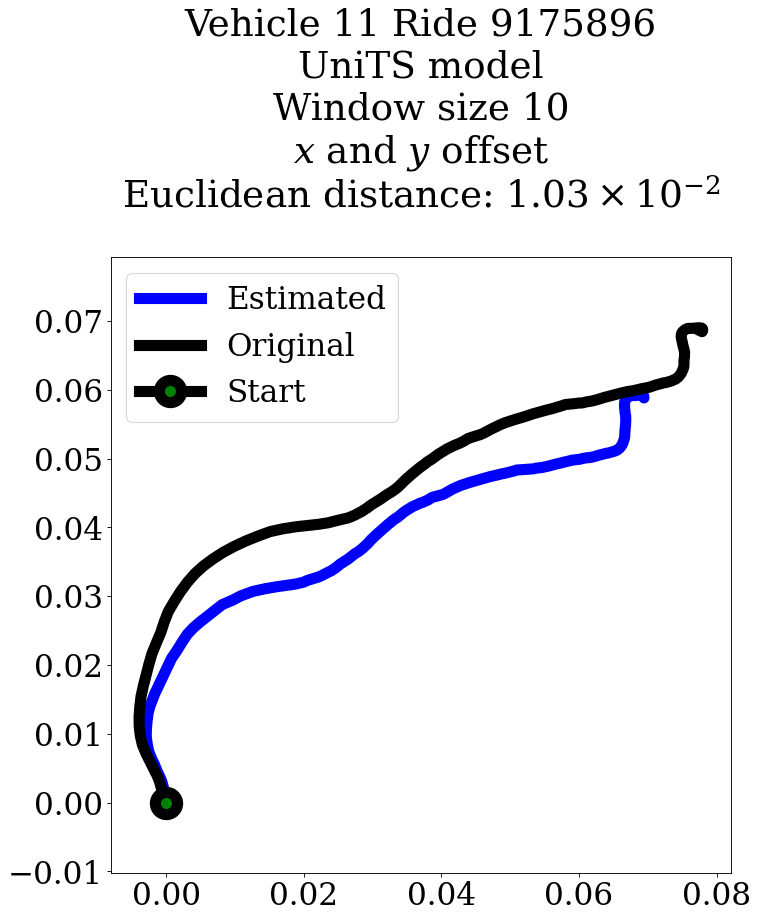 Vehicle 11 Ride 9175896
UniTS model
Window size 10
x and y offset
Euclidean distance: 1.03 × 10⁻²
Estimated
Original
Start
0.07
0.06
0.05
0.04
0.03
0.02
0.01
0.00
−0.01
0.00 0.02 0.04 0.06 0.08